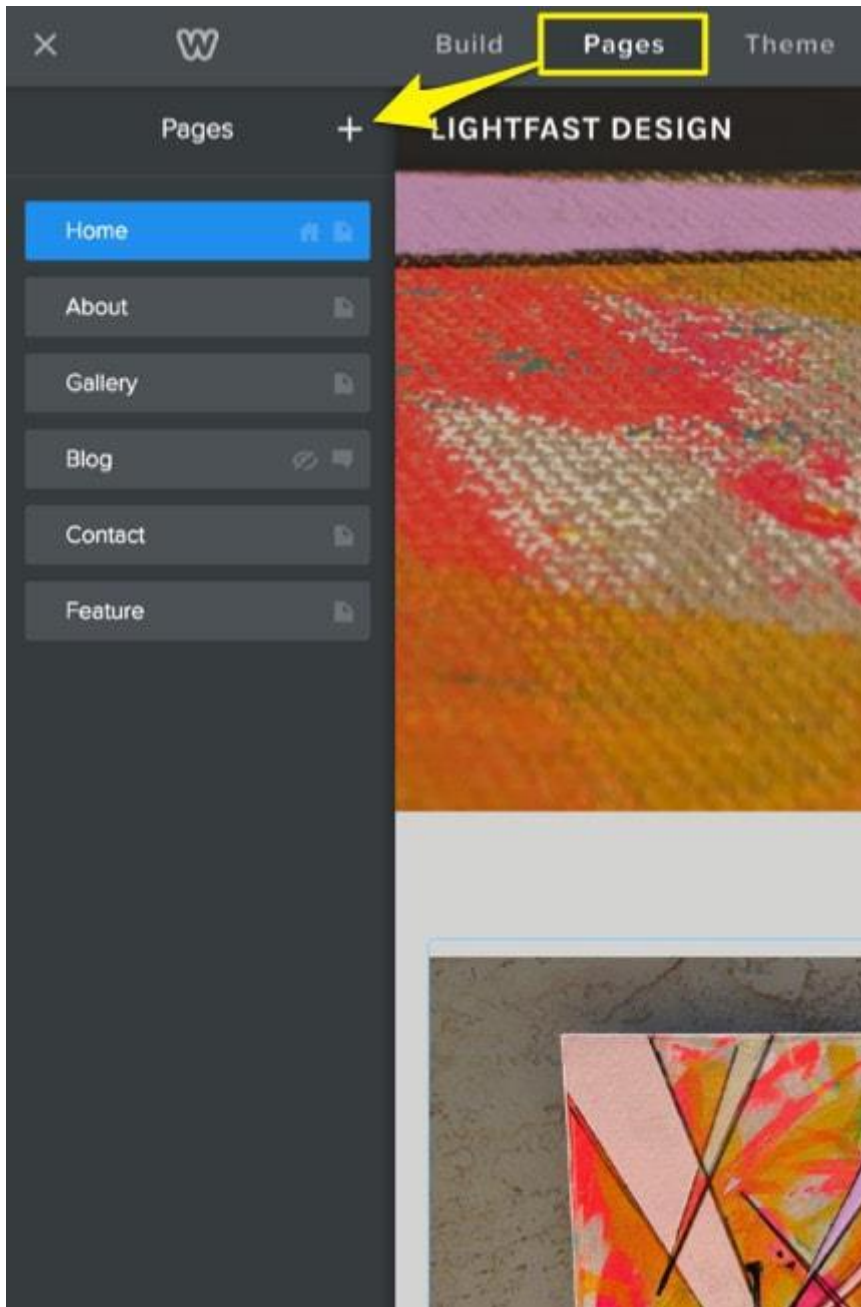 Build Pages Theme
Pages +
LIGHTFAST DESIGN
Home
About
Gallery
Blog
Contact
Feature